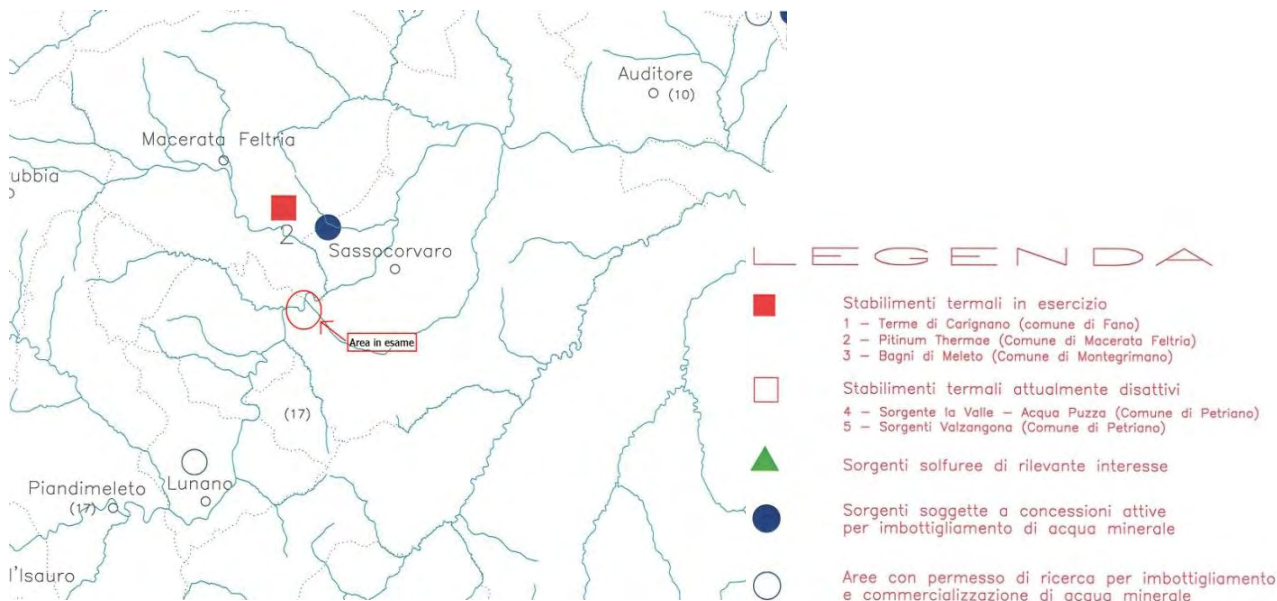 Auditore
(10)
Macerata Feltria
ubbia
2
Sassocorvaro
Area in esame
(17)
Lunano
Piandimeleto
(17)
l'Isauro
LEGENDA
Stabilimenti termali in esercizio
1 – Terme di Carignano (comune di Fano)
2 – Pitinum Thermae (Comune di Macerata Feltria)
3 – Bagni di Meleto (Comune di Montegrimano)
Stabilimenti termali attualmente disattivi
4 – Sorgente la Valle – Acqua Puzza (Comune di Petriano)
5 – Sorgenti Valzangona (Comune di Petriano)
Sorgenti solfuree di rilevante interesse
Sorgenti soggette a concessioni attive
per imbottigliamento di acqua minerale
Aree con permesso di ricerca per imbottigliamento
e commercializzazione di acqua minerale